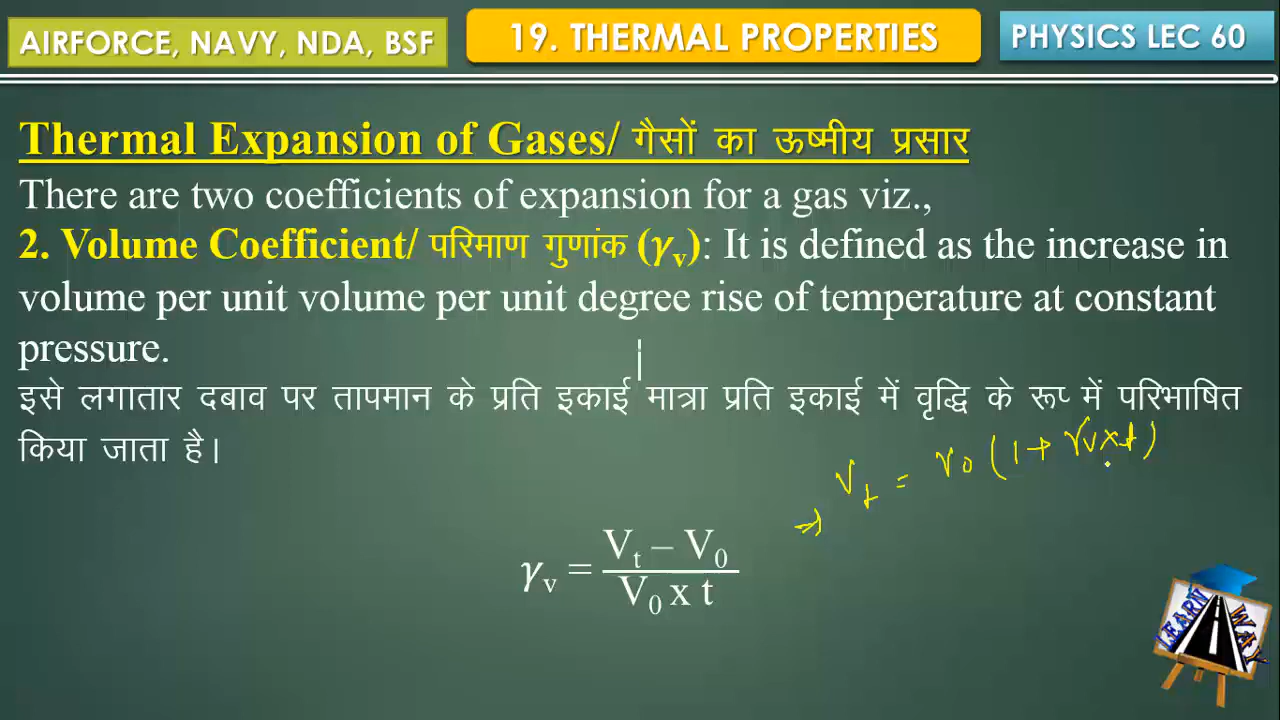 AIRFORCE, NAVY, NDA, BSF
19. THERMAL PROPERTIES
PHYSICS LEC 60
Thermal Expansion of Gases/ गैसों का ऊष्मीय प्रसार
There are two coefficients of expansion for a gas viz.,
2. Volume Coefficient/ परिमाण गुणांक (γv): It is defined as the increase in
volume per unit volume per unit degree rise of temperature at constant
pressure.
इसे लगातार दबाव पर तापमान के प्रति इकाई मात्रा प्रति इकाई में वृद्धि के रूप में परिभाषित
किया जाता है।
⇒ Vt = V0 (1 + γv x t)
γv = (Vt – V0) / (V0 x t)
LEARN WAY